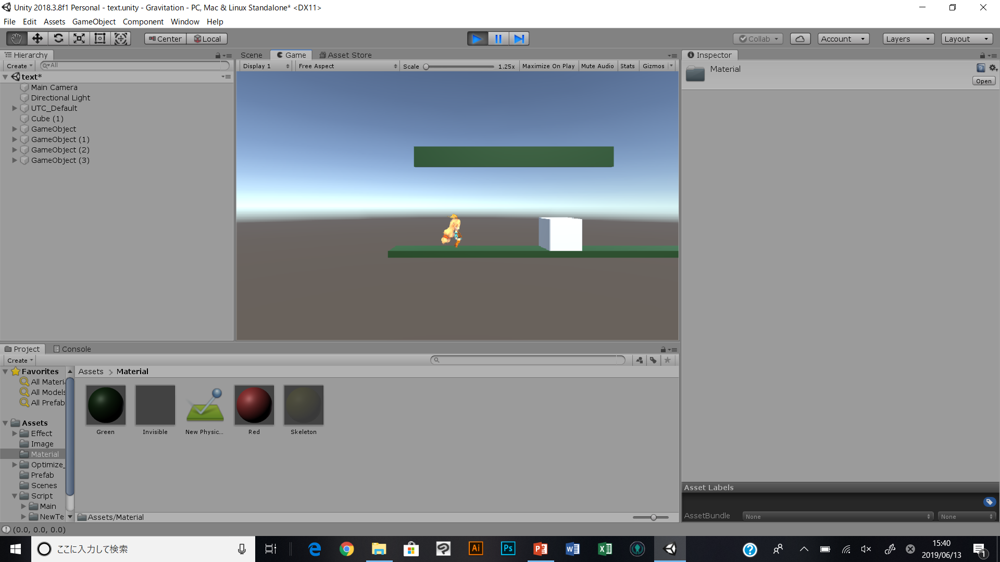 Unity 2018.3.8f1 Personal - text.unity - Gravitation - PC, Mac & Linux Standalone* <DX11>
File Edit Assets GameObject Component Window Help
Center Local Collab Account Layers Layout
Hierarchy
Create All
text*
Main Camera
Directional Light
UTC_Default
Cube (1)
GameObject
GameObject (1)
GameObject (2)
GameObject (3)
Scene Game Asset Store
Display 1 Free Aspect Scale 1.25x Maximize On Play Mute Audio Stats Gizmos
Inspector
Material
Open
Project Console
Create
Favorites
All Materia
All Models
All Prefab
Assets
Effect
Image
Material
Optimize_
Prefab
Scenes
Script
Main
NewTe
Assets > Material
Green Invisible New Physic... Red Skeleton
Assets/Material
Asset Labels
AssetBundle None None
(0.0, 0.0, 0.0)
ここに入力して検索
Ai Ps
15:40
2019/06/13
1